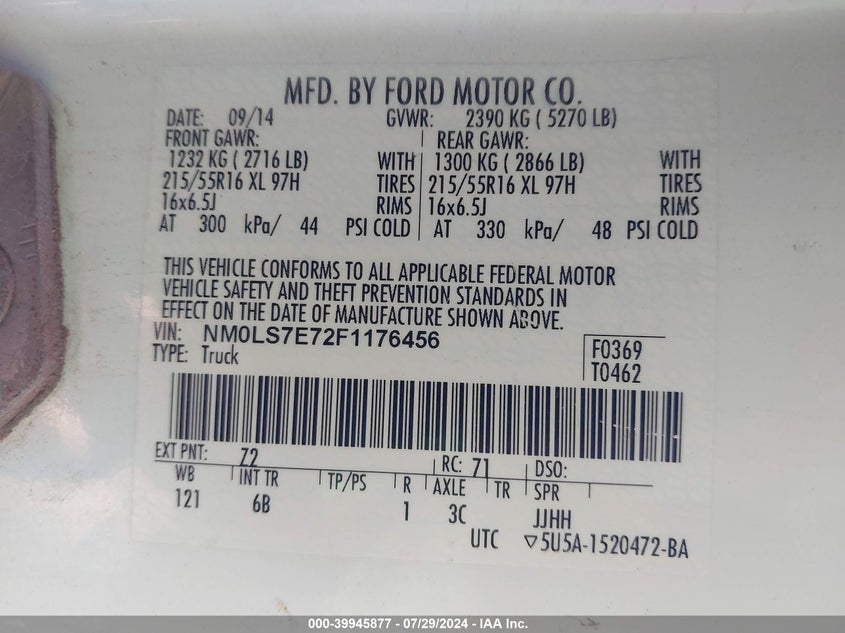 MFD. BY FORD MOTOR CO.
DATE: 09/14 GVWR: 2390 KG ( 5270 LB)
FRONT GAWR: REAR GAWR:
1232 KG ( 2716 LB) WITH 1300 KG ( 2866 LB) WITH
215/55R16 XL 97H TIRES 215/55R16 XL 97H TIRES
16x6.5J RIMS 16x6.5J RIMS
AT 300 kPa/ 44 PSI COLD AT 330 kPa/ 48 PSI COLD
THIS VEHICLE CONFORMS TO ALL APPLICABLE FEDERAL MOTOR
VEHICLE SAFETY AND THEFT PREVENTION STANDARDS IN
EFFECT ON THE DATE OF MANUFACTURE SHOWN ABOVE.
VIN: NM0LS7E72F1176456
TYPE: Truck
F0369
T0462
EXT PNT: Z2 RC: 71 DSO:
WB INT TR TP/PS R AXLE TR SPR
121 6B 1 3C JJHH
UTC ▽5U5A-1520472-BA
000-39945877 - 07/29/2024 - IAA Inc.